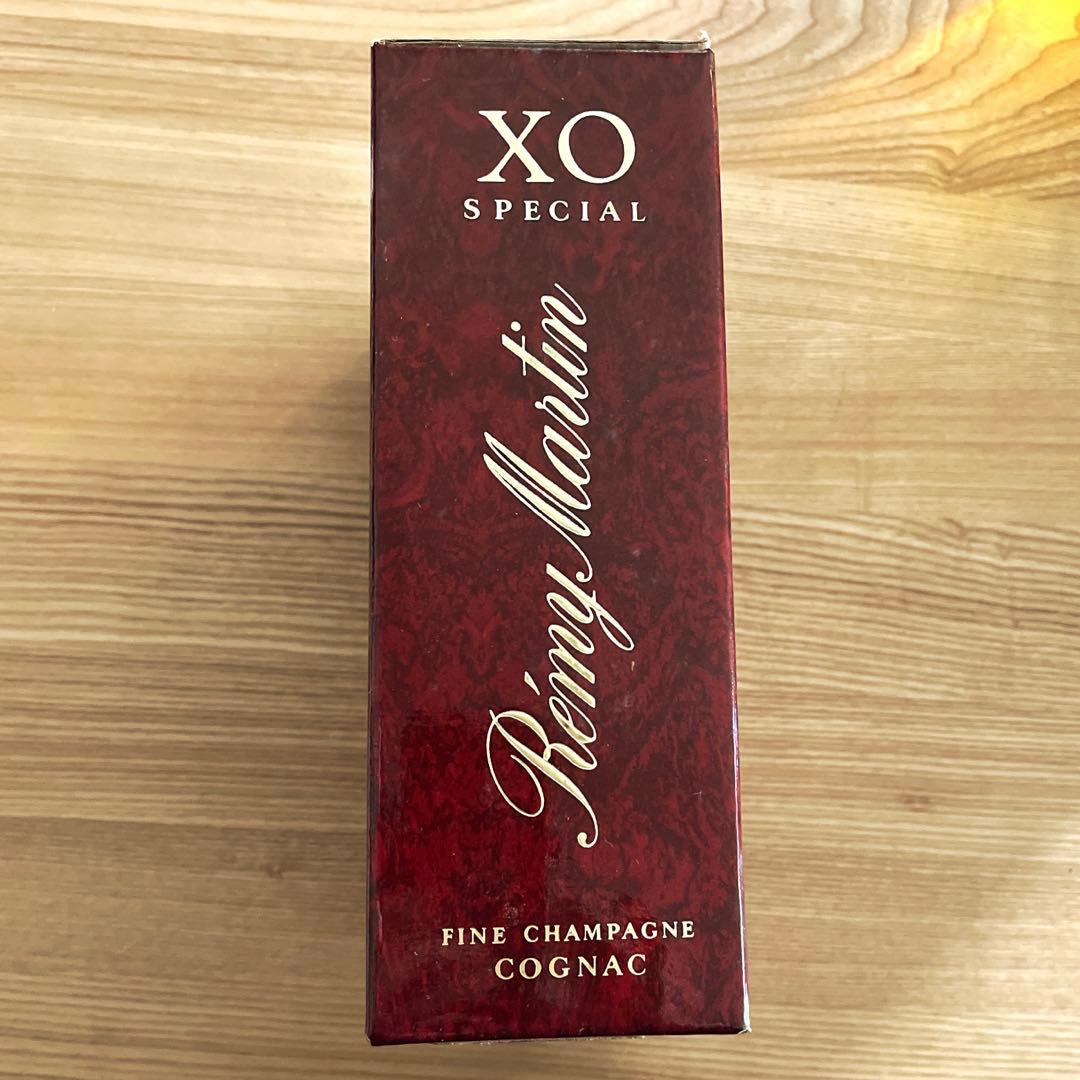 XO
SPECIAL
Rémy Martin
FINE CHAMPAGNE
COGNAC